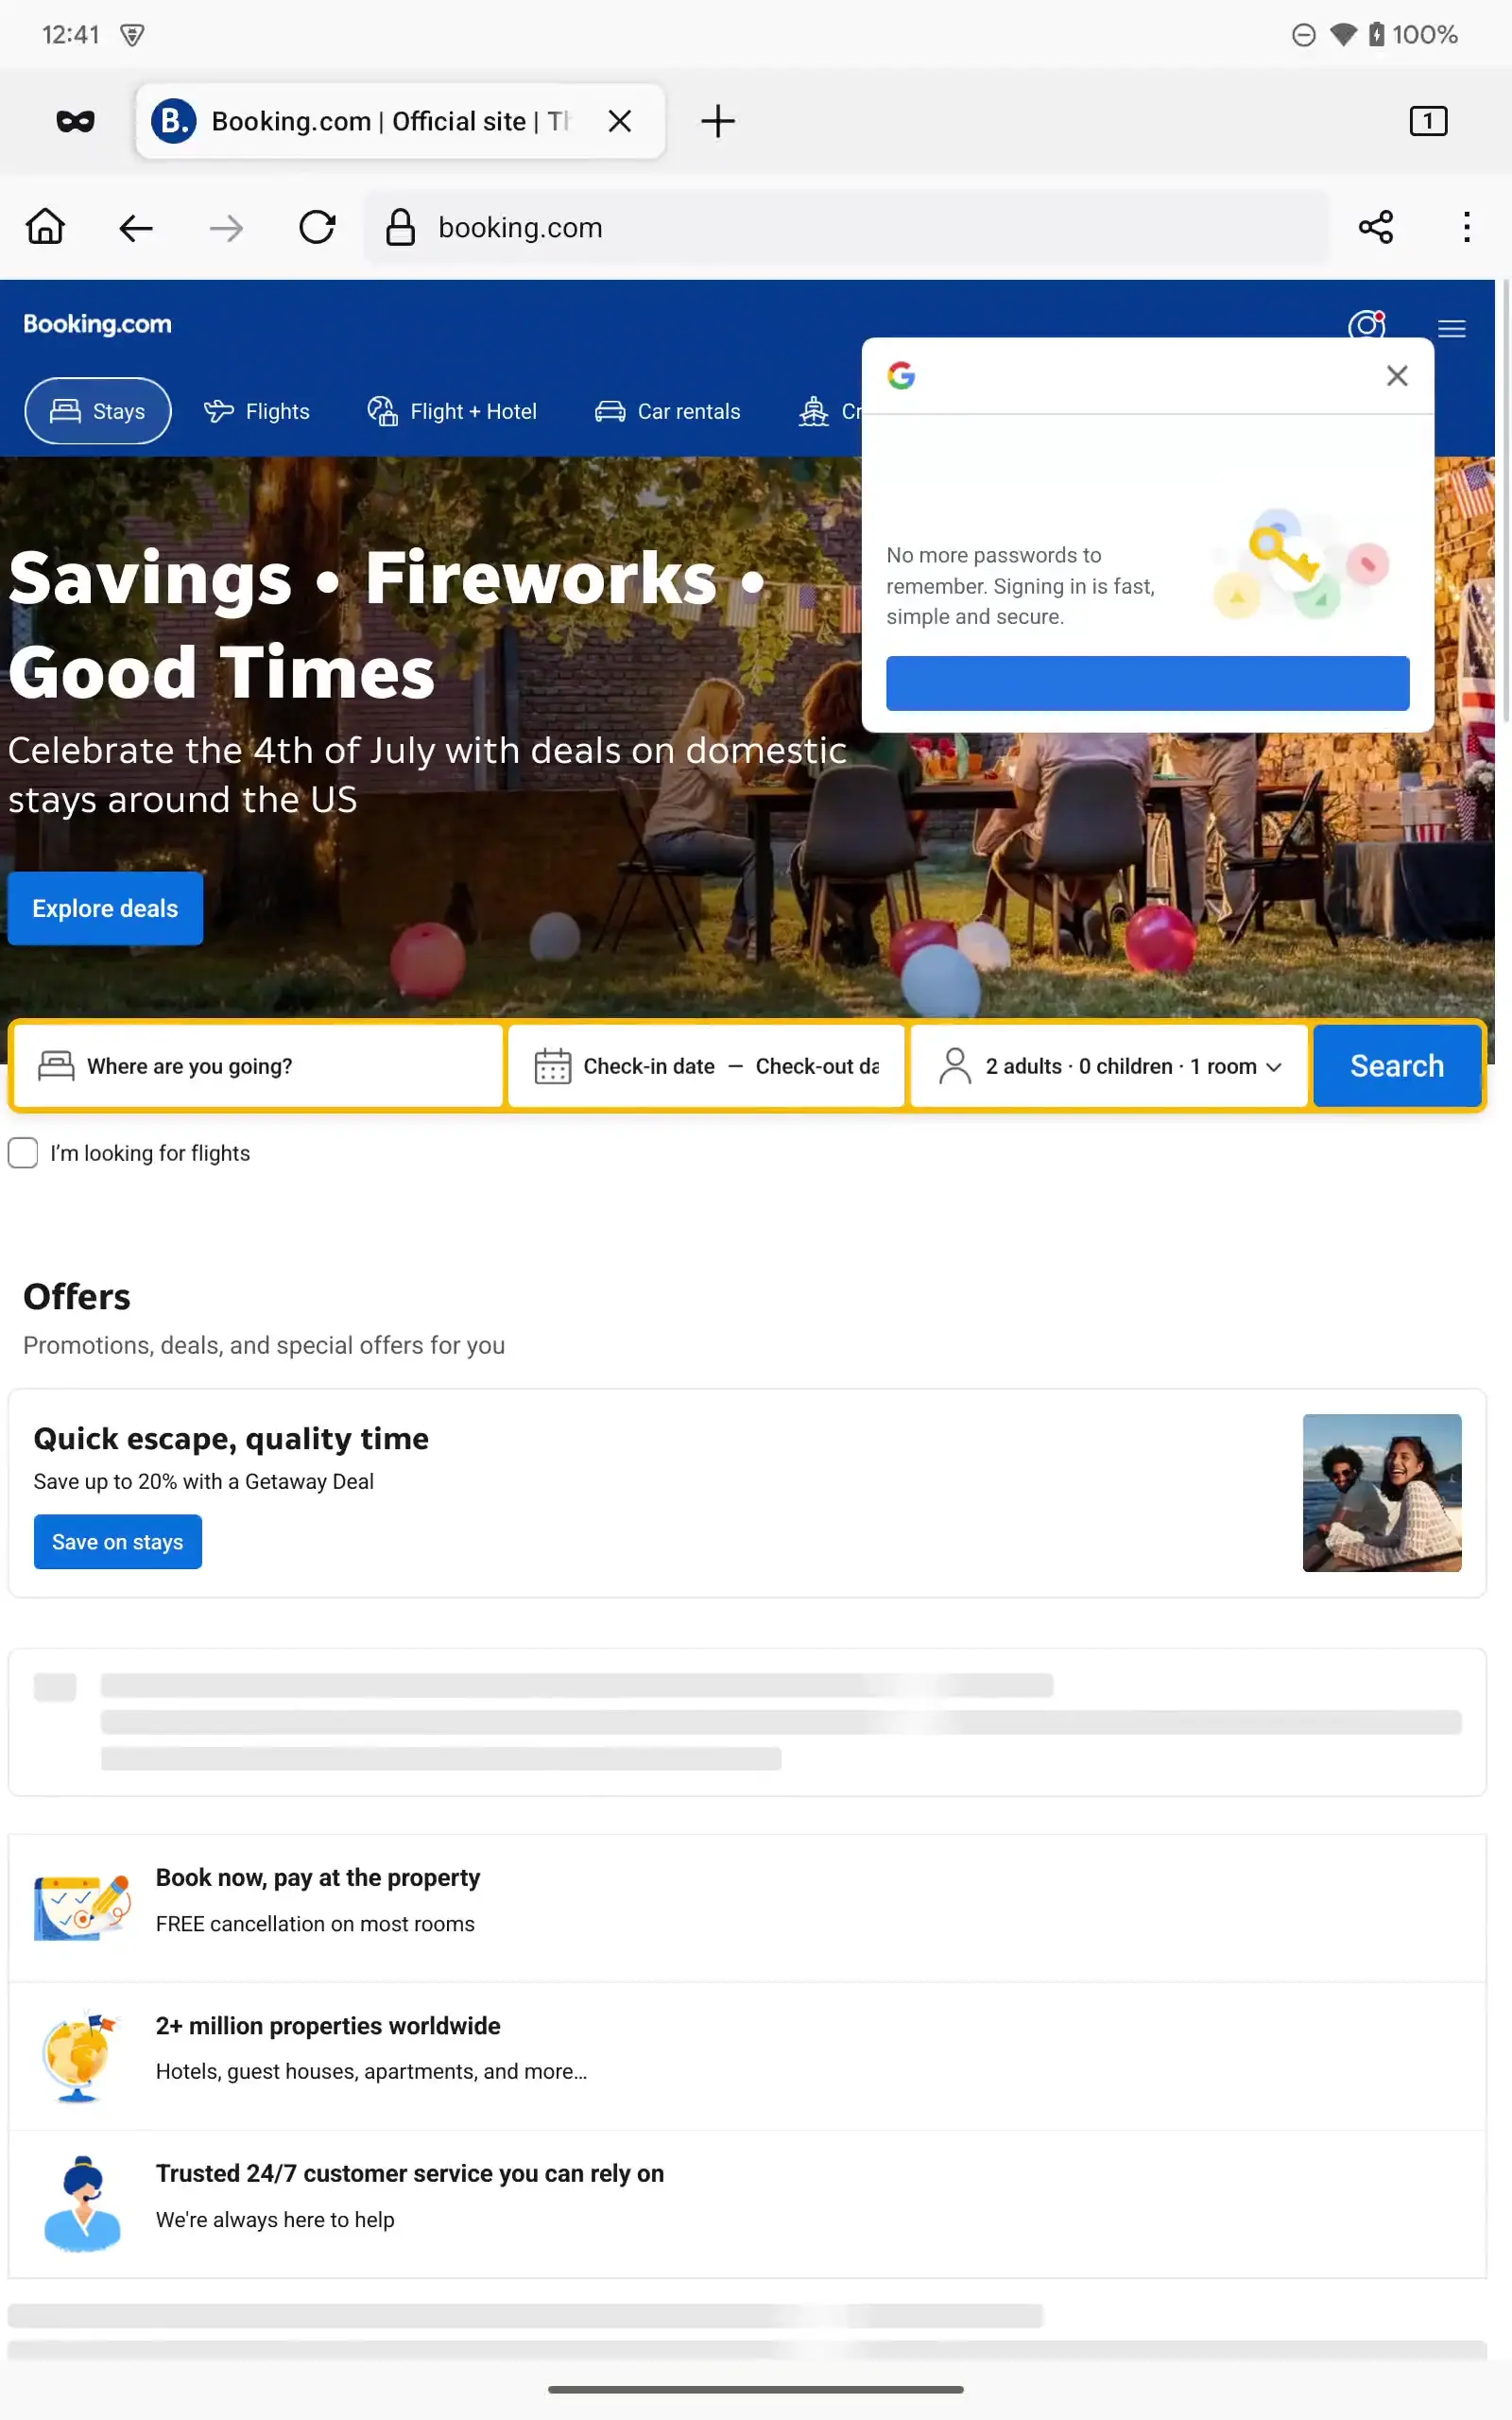 12:41
100%
B. Booking.com | Official site | Th
1
booking.com
Booking.com
Stays
Flights
Flight + Hotel
Car rentals
Cr
G
No more passwords to
remember. Signing in is fast,
simple and secure.
Savings • Fireworks •
Good Times
Celebrate the 4th of July with deals on domestic
stays around the US
Explore deals
Where are you going?
Check-in date — Check-out da
2 adults · 0 children · 1 room
Search
I'm looking for flights
Offers
Promotions, deals, and special offers for you
Quick escape, quality time
Save up to 20% with a Getaway Deal
Save on stays
Book now, pay at the property
FREE cancellation on most rooms
2+ million properties worldwide
Hotels, guest houses, apartments, and more…
Trusted 24/7 customer service you can rely on
We're always here to help